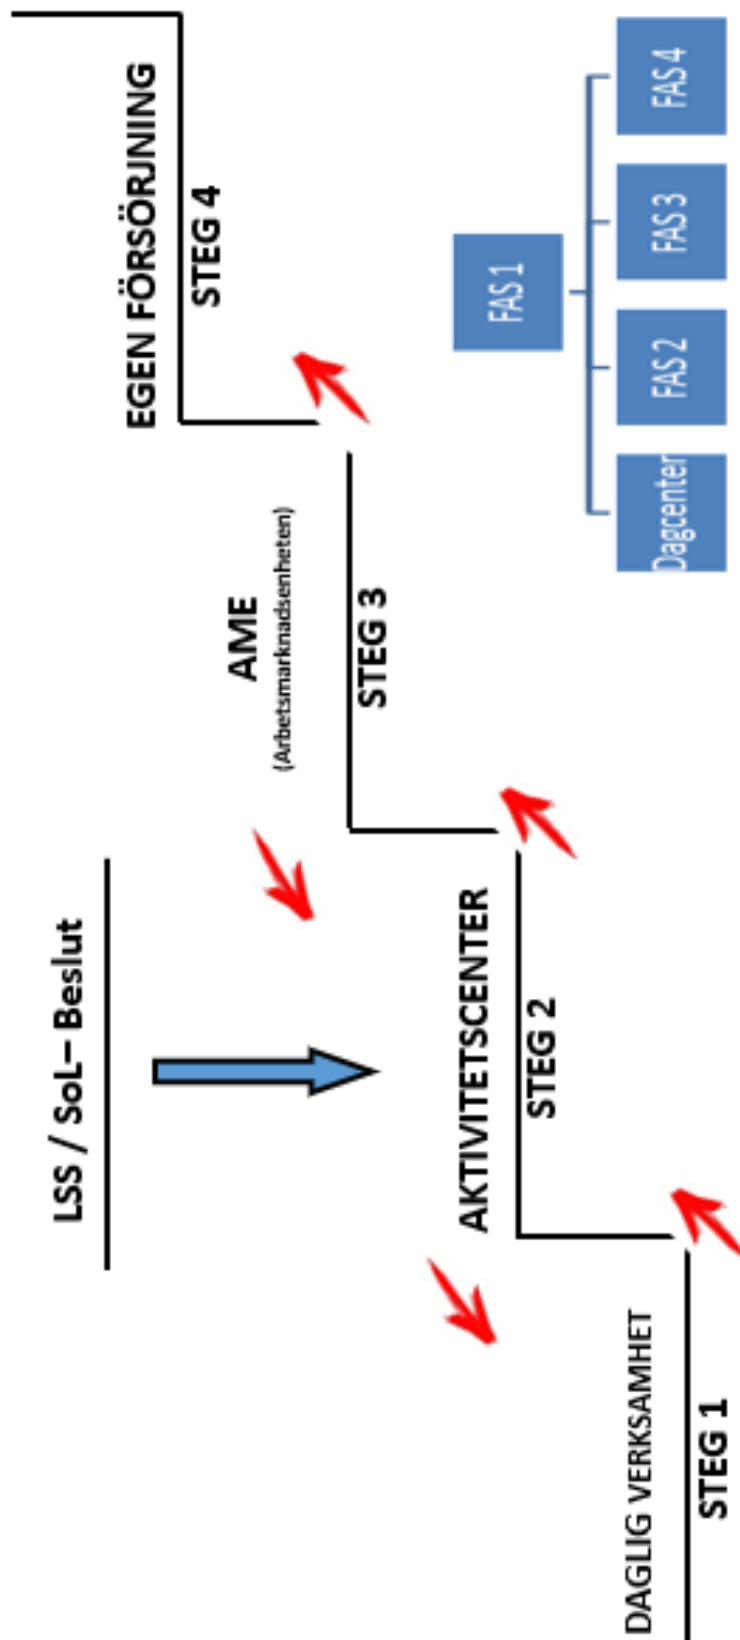 LSS / SoL– Beslut
EGEN FÖRSÖRJNING
STEG 4
AME
(Arbetsmarknadsenheten)
STEG 3
AKTIVITETSCENTER
STEG 2
DAGLIG VERKSAMHET
STEG 1
FAS 1
Dagcenter
FAS 2
FAS 3
FAS 4